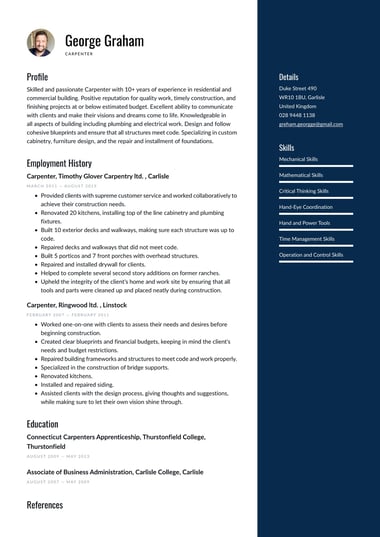 George Graham
CARPENTER
Profile
Skilled and passionate Carpenter with 10+ years of experience in residential and
commercial building. Positive reputation for quality work, timely construction, and
finishing projects at or below estimated budget. Excellent ability to communicate
with clients and make their visions and dreams come to life. Knowledgeable in
all aspects of building including plumbing and electrical work. Design and follow
cohesive blueprints and ensure that all structures meet code. Specializing in custom
cabinetry, furniture design, and the repair and installment of foundations.
Employment History
Carpenter, Timothy Glover Carpentry ltd. , Carlisle
MARCH 2011 — AUGUST
Provided clients with supreme customer service and worked collaboratively to
achieve their construction needs.
Renovated 20 kitchens, installing top of the line cabinetry and plumbing
fixtures.
Built 10 exterior decks and walkways, making sure each structure was up to
code.
Repaired decks and walkways that did not meet code.
Built 5 porticos and 7 front porches with overhead structures.
Repaired and installed drywall for clients.
Helped to complete several second story additions on former ranches.
Upheld the integrity of the client's home and work site by ensuring that all
tools and parts were cleaned up and placed neatly during construction.
Carpenter, Ringwood ltd. , Linstock
FEBRUARY 2007 — FEBRUARY 2011
Worked one-on-one with clients to assess their needs and desires before
beginning construction.
Created clear blueprints and financial budgets, keeping in mind the client's
needs and budget restrictions.
Repaired building frameworks and structures to meet code and work properly.
Specialized in the construction of bridge supports.
Renovated kitchens.
Installed and repaired siding.
Assisted clients with the design process, giving thoughts and suggestions,
while making sure to let their own vision shine through.
Education
Connecticut Carpenters Apprenticeship, Thurstonfield College,
Thurstonfield
AUGUST 2009 — MAY
Associate of Business Administration, Carlisle College, Carlisle
AUGUST 2007 — MAY 2009
References
Details
Duke Street 490
WR10 1BU, Garlisle
United Kingdom
028 9448 1138
greham.george@gmail.com
Skills
Mechanical Skills
Mathematical Skills
Critical Thinking Skills
Hand-Eye Coordination
Hand and Power Tools
Time Management Skills
Operation and Control Skills